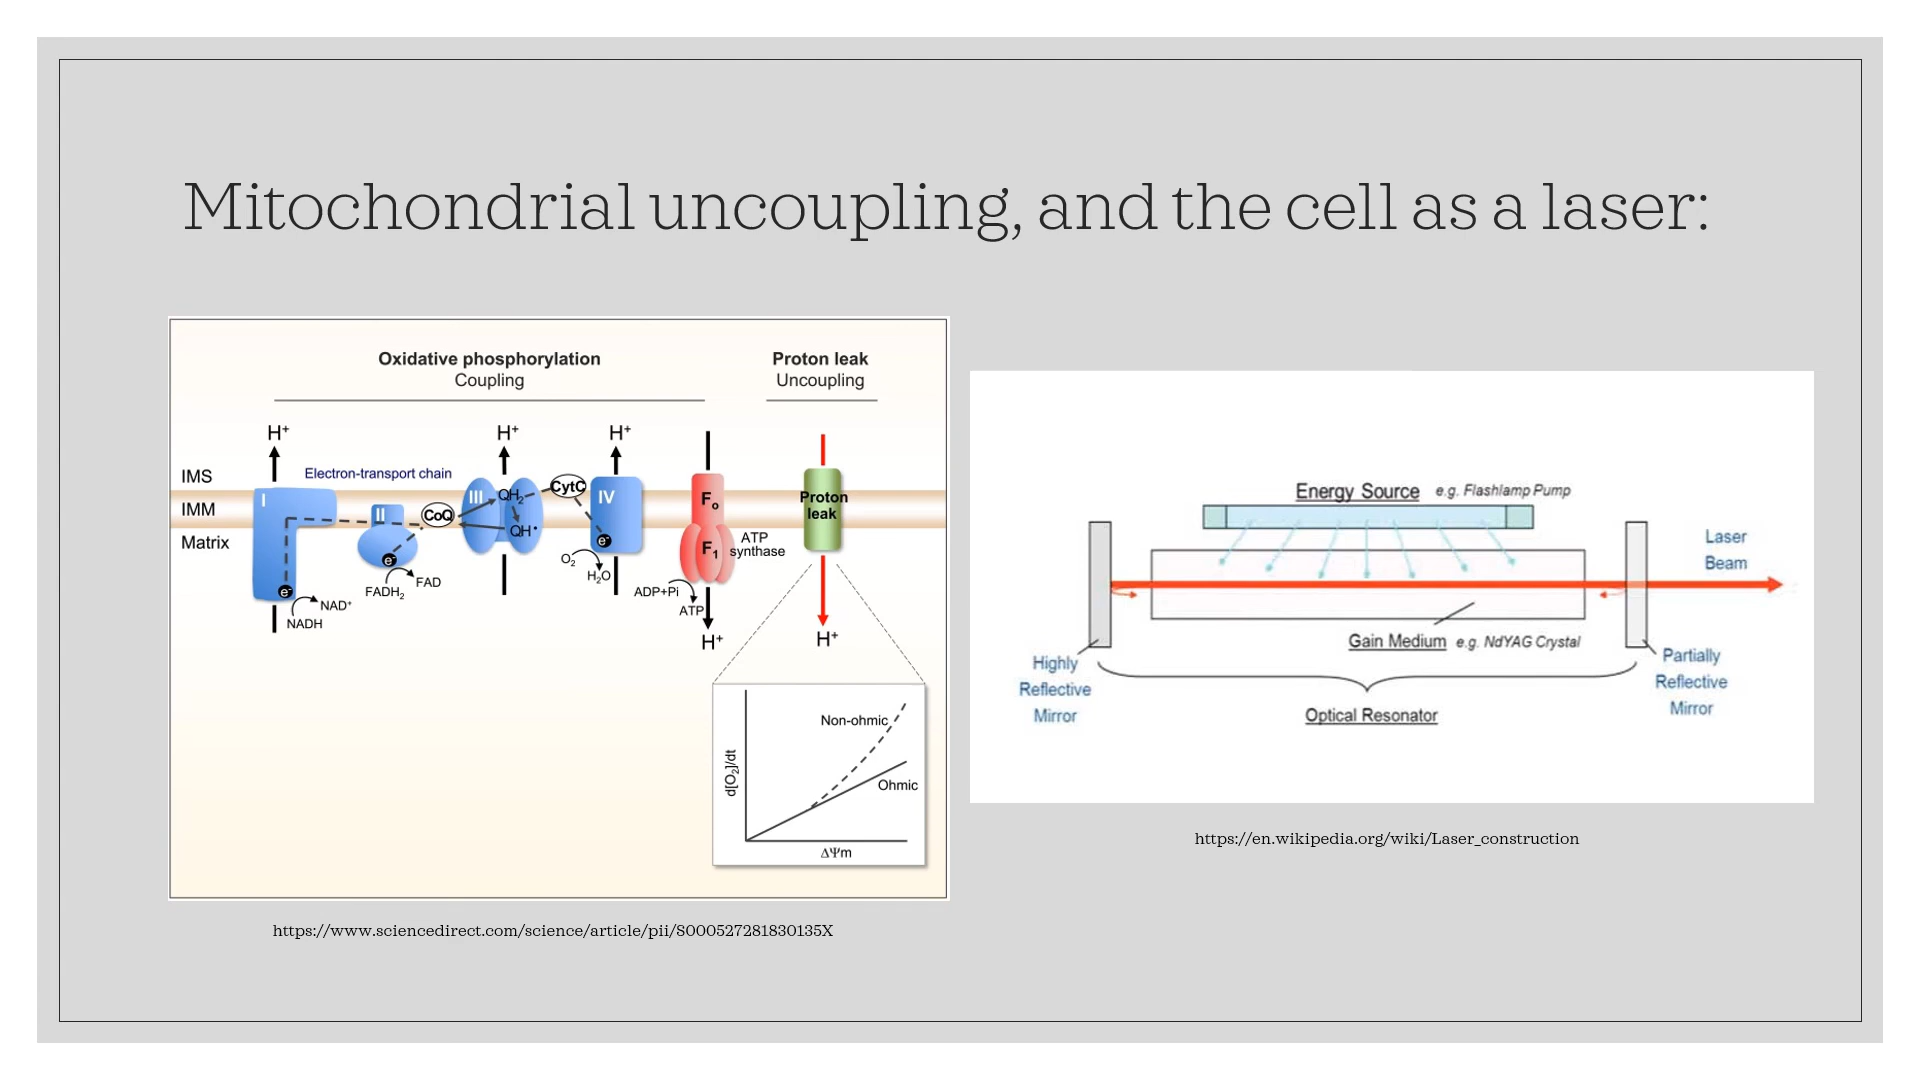 Mitochondrial uncoupling, and the cell as a laser:
Oxidative phosphorylation
Coupling
Proton leak
Uncoupling
H⁺
H⁺
H⁺
IMS
IMM
Matrix
Electron-transport chain
I
II
CoQ
III
QH₂
QH•
CytC
IV
Fₒ
F₁
ATP
synthase
Proton
leak
e⁻
e⁻
e⁻
O₂
H₂O
FADH₂
FAD
NADH
NAD⁺
ADP+Pi
ATP
H⁺
H⁺
Non-ohmic
Ohmic
d[O₂]/dt
ΔΨm
https://www.sciencedirect.com/science/article/pii/S000527281830135X
Energy Source e.g. Flashlamp Pump
Laser
Beam
Gain Medium e.g. NdYAG Crystal
Highly
Reflective
Mirror
Partially
Reflective
Mirror
Optical Resonator
https://en.wikipedia.org/wiki/Laser_construction